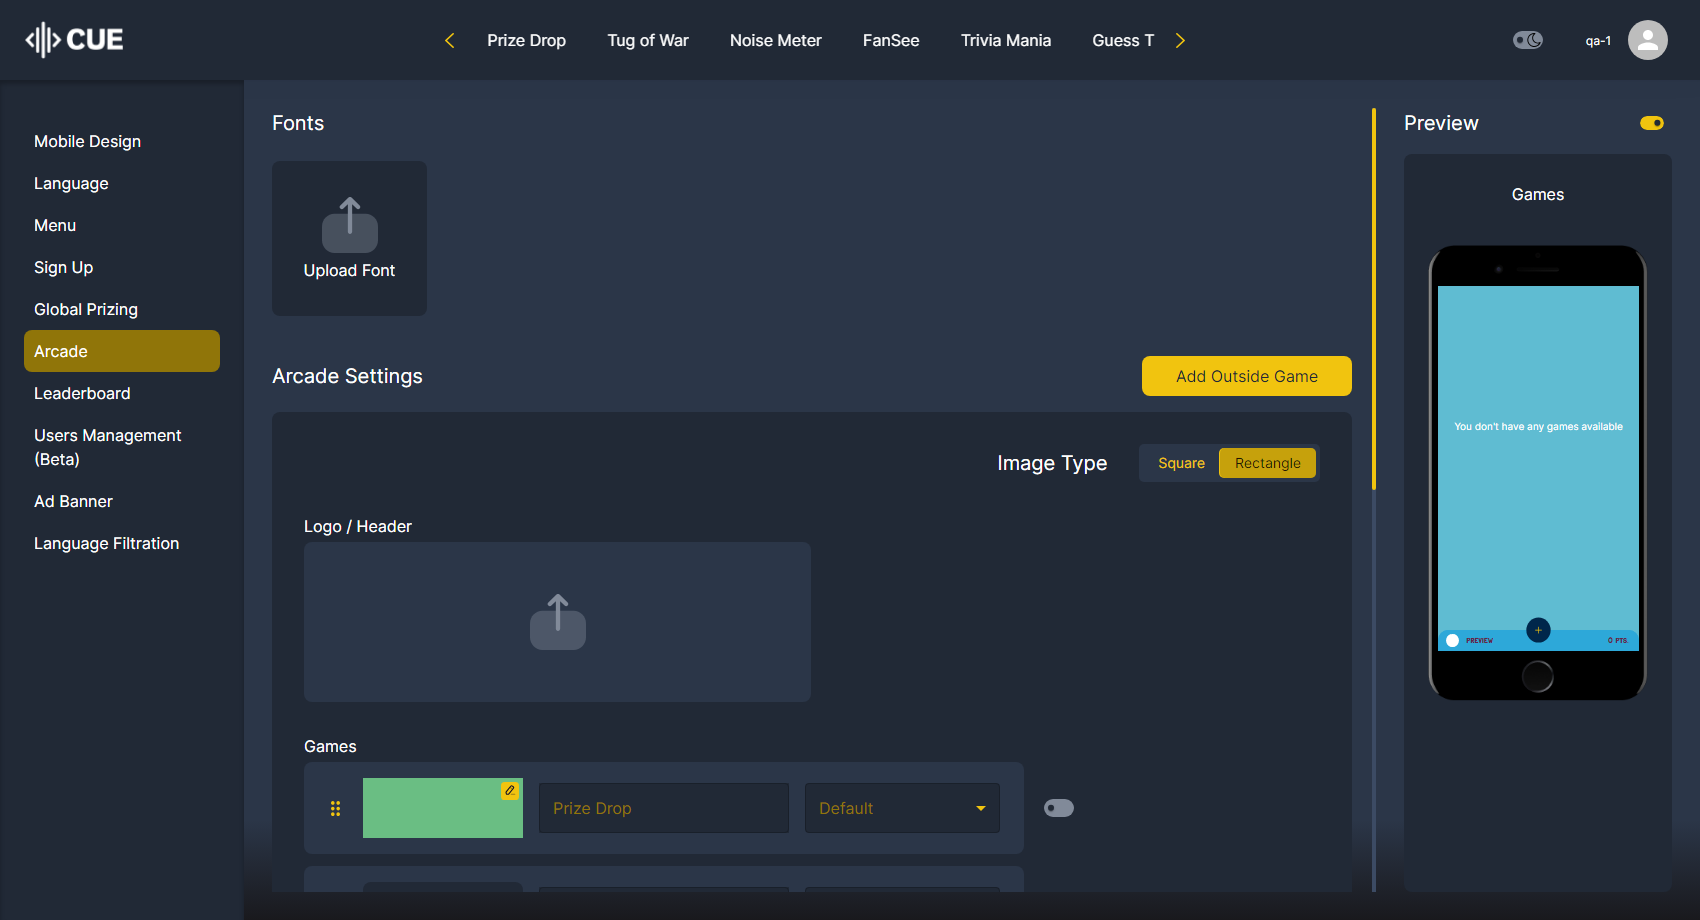 CUE
Prize Drop
Tug of War
Noise Meter
FanSee
Trivia Mania
Guess T
qa-1
Mobile Design
Language
Menu
Sign Up
Global Prizing
Arcade
Leaderboard
Users Management
(Beta)
Ad Banner
Language Filtration
Fonts
Upload Font
Arcade Settings
Add Outside Game
Image Type
Square
Rectangle
Logo / Header
Games
Prize Drop
Default
Preview
Games
You don't have any games available
PREVIEW
0 PTS.